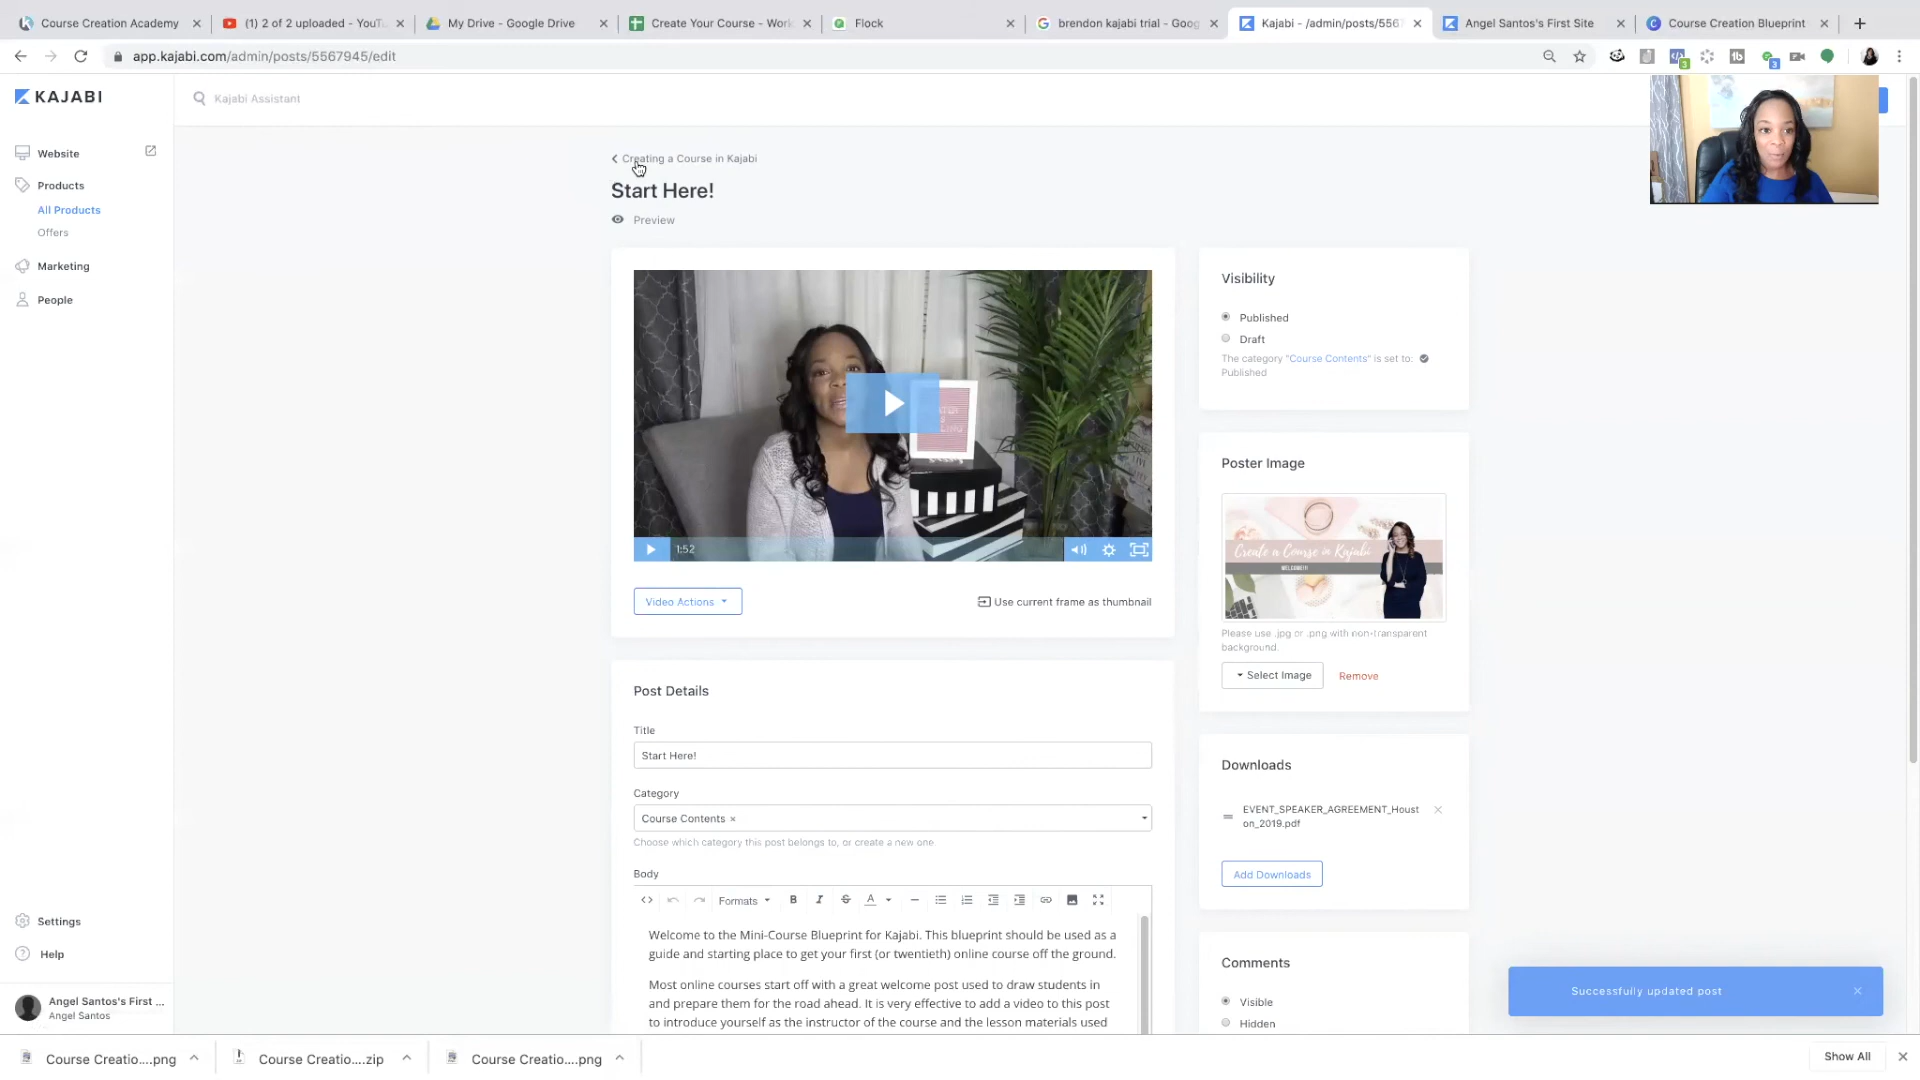 Course Creation Academy
(1) 2 of 2 uploaded - YouTu
My Drive - Google Drive
Create Your Course - Work
Flock
brendon kajabi trial - Goog
Kajabi - /admin/posts/5567
Angel Santos's First Site
Course Creation Blueprint
app.kajabi.com/admin/posts/5567945/edit
KAJABI
Kajabi Assistant
Website
Products
All Products
Offers
Marketing
People
Settings
Help
Angel Santos's First ...
Angel Santos
Creating a Course in Kajabi
Start Here!
Preview
1:52
Video Actions
Use current frame as thumbnail
Post Details
Title
Start Here!
Category
Course Contents ×
Choose which category this post belongs to, or create a new one
Body
Formats
Welcome to the Mini-Course Blueprint for Kajabi. This blueprint should be used as a
guide and starting place to get your first (or twentieth) online course off the ground.
Most online courses start off with a great welcome post used to draw students in
and prepare them for the road ahead. It is very effective to add a video to this post
to introduce yourself as the instructor of the course and the lesson materials used
Visibility
Published
Draft
The category "Course Contents" is set to:
Published
Poster Image
Create a Course in Kajabi
WELCOME!!!
Please use .jpg or .png with non-transparent
background.
Select Image
Remove
Downloads
EVENT_SPEAKER_AGREEMENT_Houst
on_2019.pdf
Add Downloads
Comments
Visible
Hidden
Successfully updated post
Course Creatio....png
Course Creatio....zip
Course Creatio....png
Show All